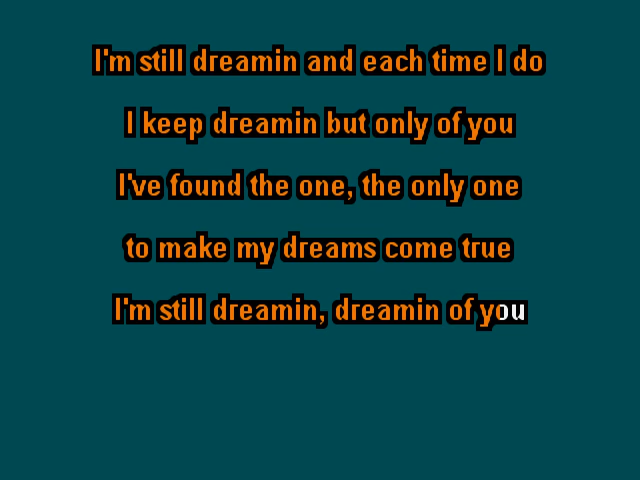 I'm still dreamin and each time I do
I keep dreamin but only of you
I've found the one, the only one
to make my dreams come true
I'm still dreamin, dreamin of you